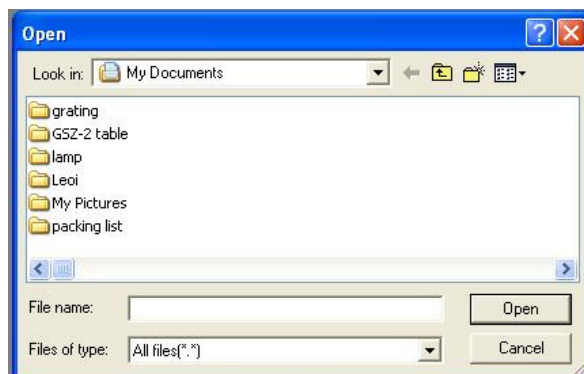 Open
Look in: My Documents
grating
GSZ-2 table
lamp
Leoi
My Pictures
packing list
File name: Open
Files of type: All files(*.*) Cancel